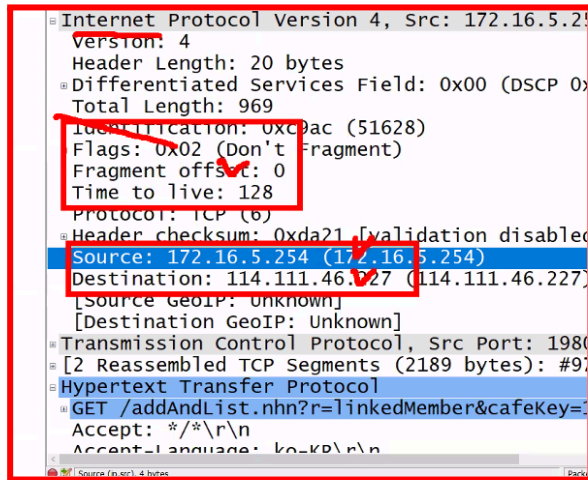 Internet Protocol Version 4, Src: 172.16.5.25
Version: 4
Header Length: 20 bytes
Differentiated Services Field: 0x00 (DSCP 0x
Total Length: 969
Identification: 0xc9ac (51628)
Flags: 0x02 (Don't Fragment)
Fragment offset: 0
Time to live: 128
Protocol: TCP (6)
Header checksum: 0xda21 [validation disabled
Source: 172.16.5.254 (172.16.5.254)
Destination: 114.111.46.227 (114.111.46.227)
[Source GeoIP: Unknown]
[Destination GeoIP: Unknown]
Transmission Control Protocol, Src Port: 1980
[2 Reassembled TCP Segments (2189 bytes): #97
Hypertext Transfer Protocol
GET /addAndList.nhn?r=linkedMember&cafeKey=1
Accept: */*\r\n
Accept-Language: ko-KR\r\n
Source (ip.src), 4 bytes
Packe